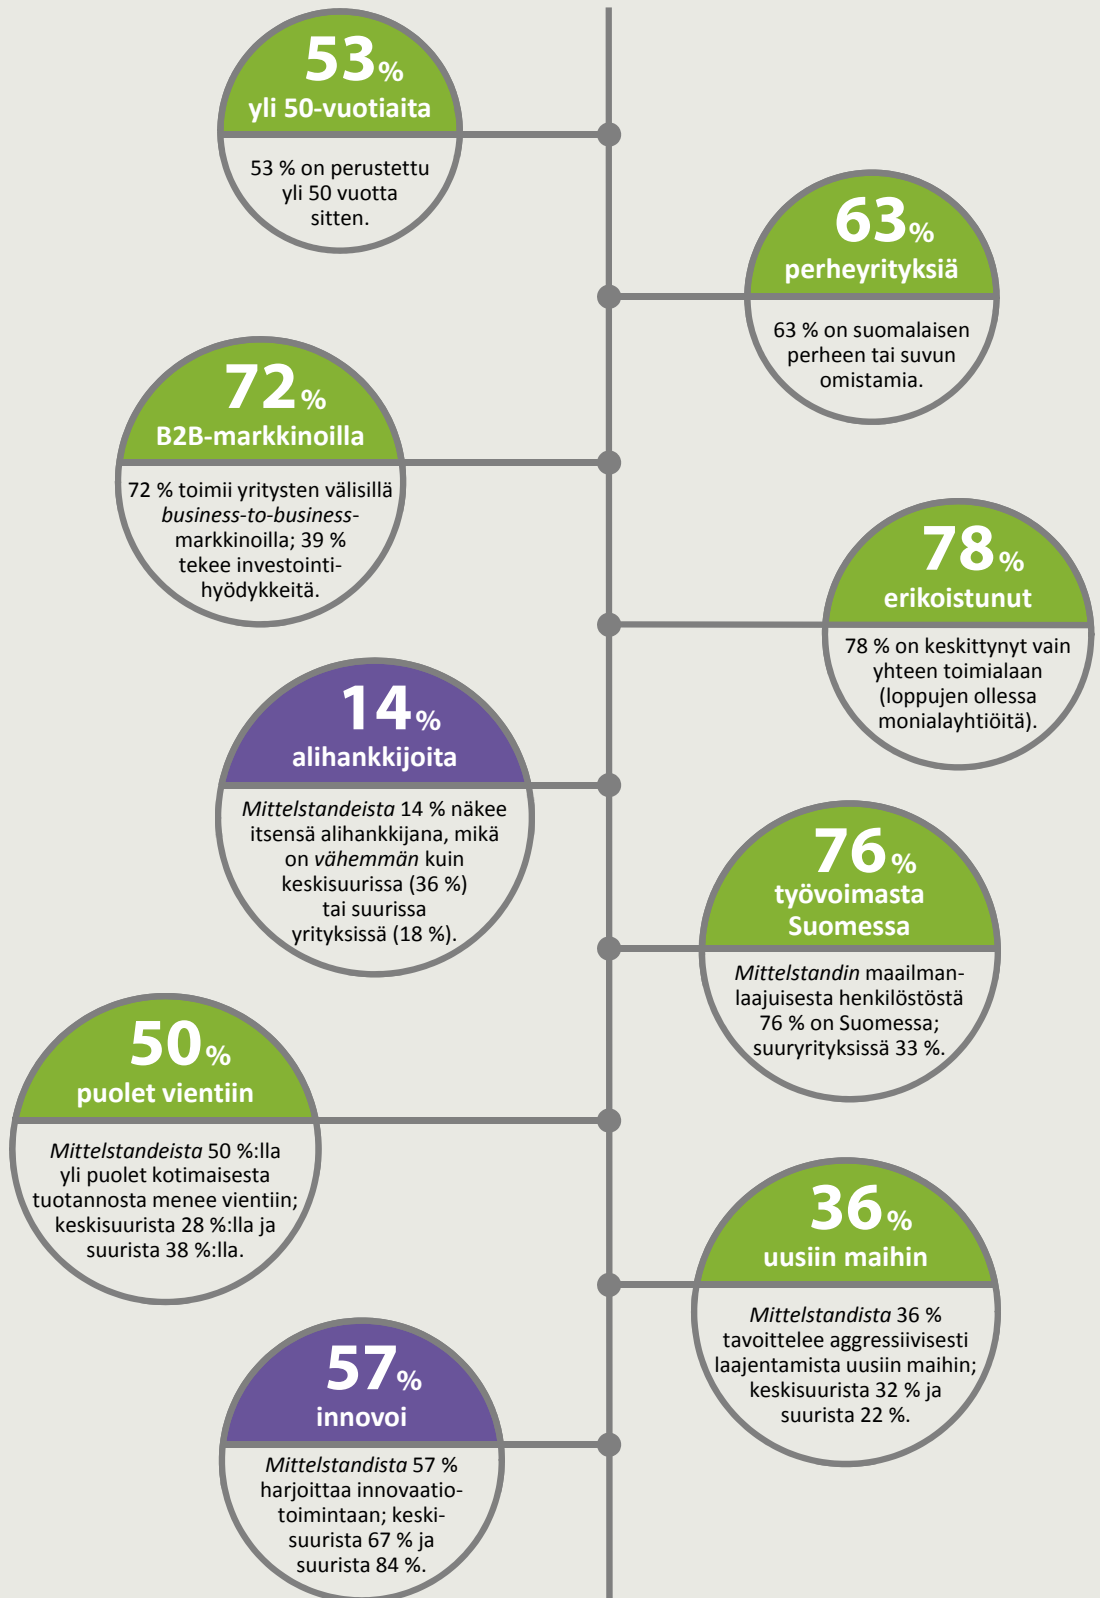 53%
yli 50-vuotiaita
53 % on perustettu
yli 50 vuotta
sitten.
63%
perheyrityksiä
63 % on suomalaisen
perheen tai suvun
omistamia.
72%
B2B-markkinoilla
72 % toimii yritysten välisillä
business-to-business-
markkinoilla; 39 %
tekee investointi-
hyödykkeitä.
78%
erikoistunut
78 % on keskittynyt vain
yhteen toimialaan
(loppujen ollessa
monialayhtiöitä).
14%
alihankkijoita
Mittelstandeista 14 % näkee
itsensä alihankkijana, mikä
on vähemmän kuin
keskisuurissa (36 %)
tai suurissa
yrityksissä (18 %).
76%
työvoimasta
Suomessa
Mittelstandin maailman-
laajuisesta henkilöstöstä
76 % on Suomessa;
suuryrityksissä 33 %.
50%
puolet vientiin
Mittelstandeista 50 %:lla
yli puolet kotimaisesta
tuotannosta menee vientiin;
keskisuurista 28 %:lla ja
suurista 38 %:lla.
36%
uusiin maihin
Mittelstandista 36 %
tavoittelee aggressiivisesti
laajentamista uusiin maihin;
keskisuurista 32 % ja
suurista 22 %.
57%
innovoi
Mittelstandista 57 %
harjoittaa innovaatio-
toimintaan; keski-
suurista 67 % ja
suurista 84 %.